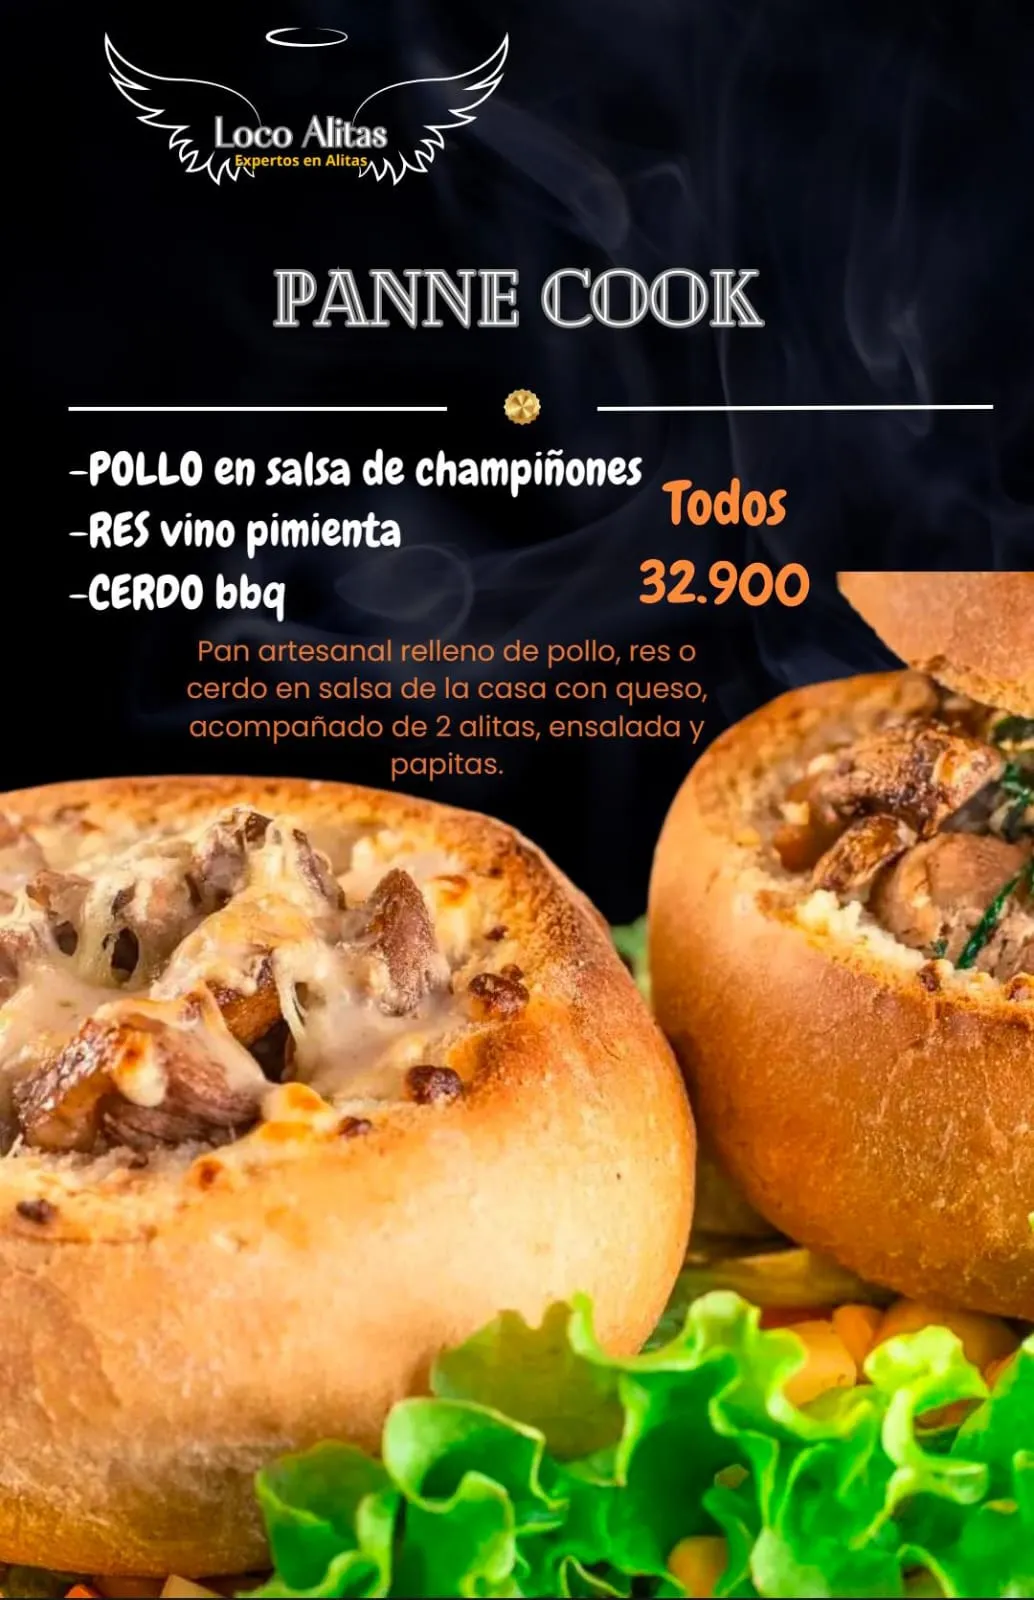 Loco Alitas
Expertos en Alitas
PANNE COOK
-POLLO en salsa de champiñones
-RES vino pimienta
-CERDO bbq
Todos
32.900
Pan artesanal relleno de pollo, res o
cerdo en salsa de la casa con queso,
acompañado de 2 alitas, ensalada y
papitas.